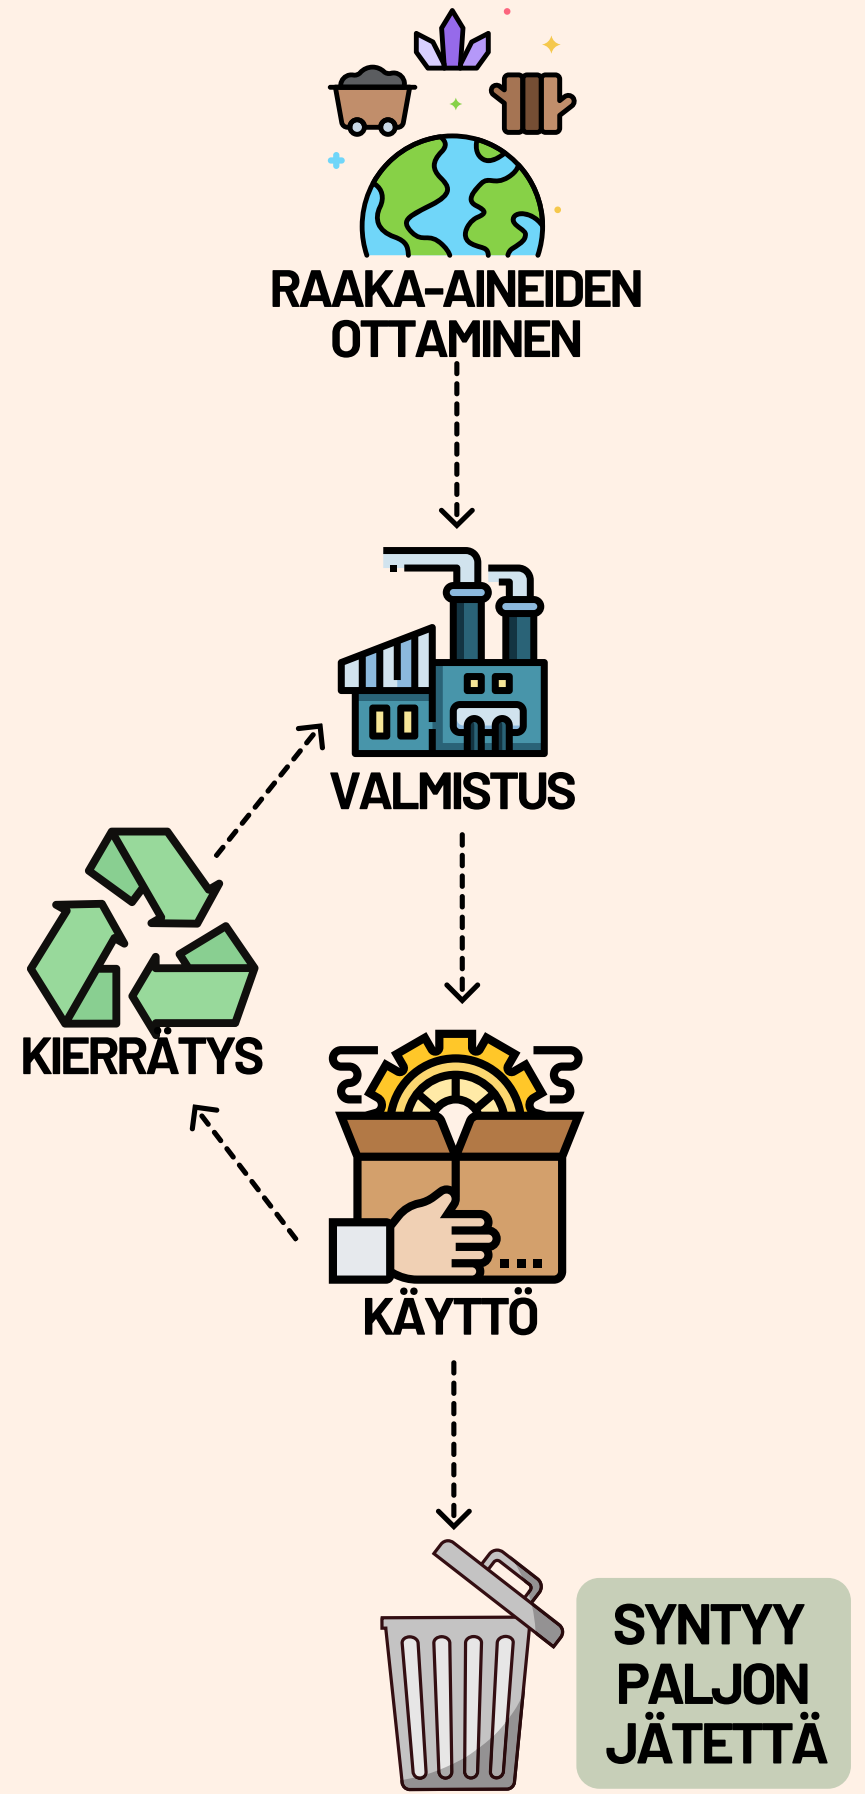 RAAKA-AINEIDEN
OTTAMINEN
VALMISTUS
KIERRÄTYS
KÄYTTÖ
SYNTYY
PALJON
JÄTETTÄ